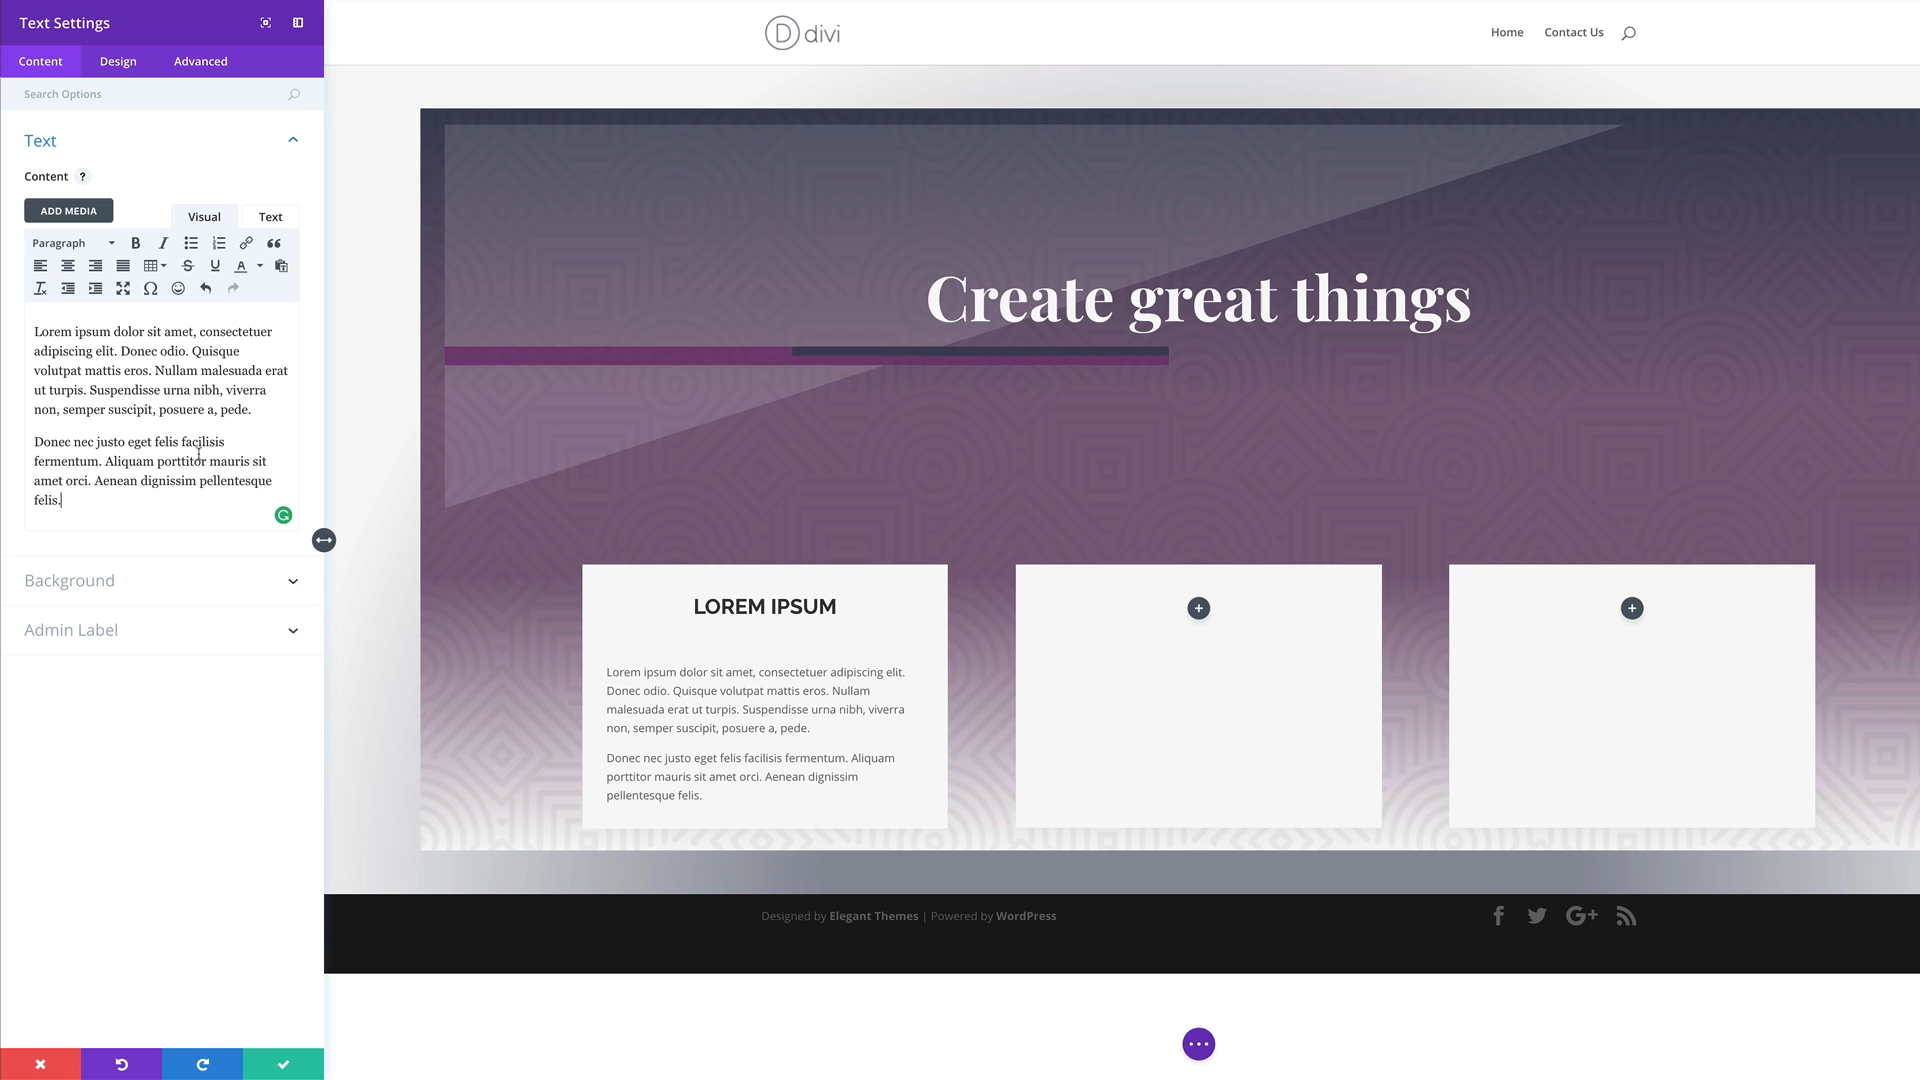 Text Settings
Content Design Advanced
Search Options
Text
Content ?
ADD MEDIA
Visual Text
Paragraph
Lorem ipsum dolor sit amet, consectetuer
adipiscing elit. Donec odio. Quisque
volutpat mattis eros. Nullam malesuada erat
ut turpis. Suspendisse urna nibh, viverra
non, semper suscipit, posuere a, pede.
Donec nec justo eget felis facilisis
fermentum. Aliquam porttitor mauris sit
amet orci. Aenean dignissim pellentesque
felis.
Background
Admin Label
D divi
Home Contact Us
Create great things
LOREM IPSUM
Lorem ipsum dolor sit amet, consectetuer adipiscing elit.
Donec odio. Quisque volutpat mattis eros. Nullam
malesuada erat ut turpis. Suspendisse urna nibh, viverra
non, semper suscipit, posuere a, pede.
Donec nec justo eget felis facilisis fermentum. Aliquam
porttitor mauris sit amet orci. Aenean dignissim
pellentesque felis.
Designed by Elegant Themes | Powered by WordPress